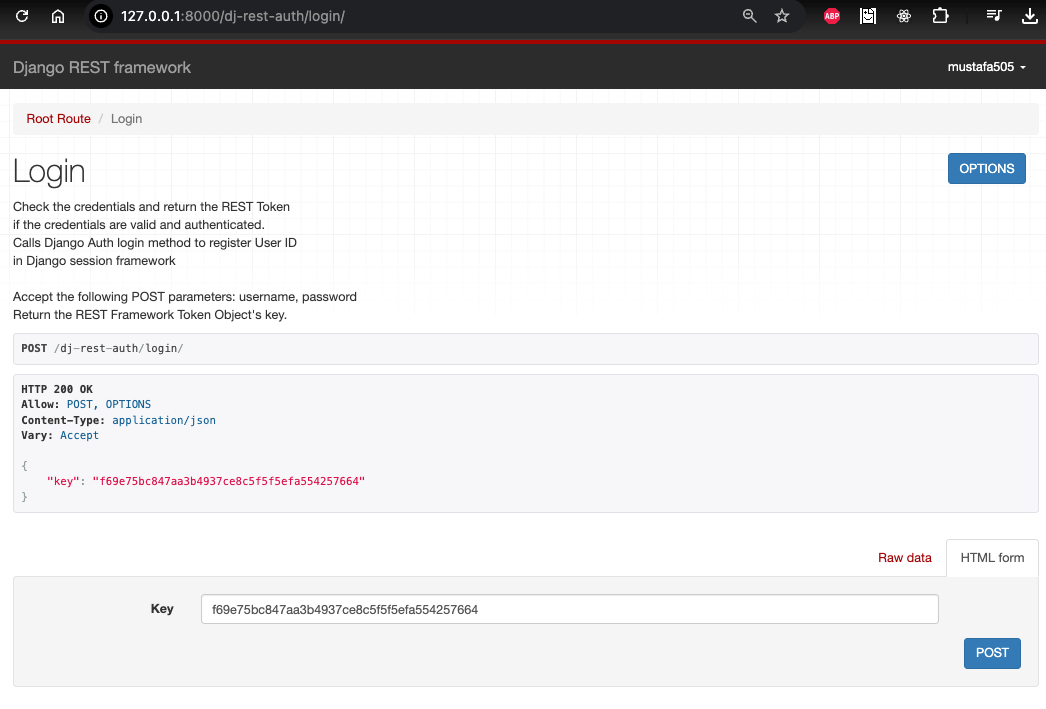 127.0.0.1:8000/dj-rest-auth/login/
ABP
Django REST framework
mustafa505
Root Route / Login
Login
OPTIONS
Check the credentials and return the REST Token
if the credentials are valid and authenticated.
Calls Django Auth login method to register User ID
in Django session framework
Accept the following POST parameters: username, password
Return the REST Framework Token Object's key.
POST /dj-rest-auth/login/
HTTP 200 OK
Allow: POST, OPTIONS
Content-Type: application/json
Vary: Accept
{
"key": "f69e75bc847aa3b4937ce8c5f5f5efa554257664"
}
Raw data
HTML form
Key
f69e75bc847aa3b4937ce8c5f5f5efa554257664
POST